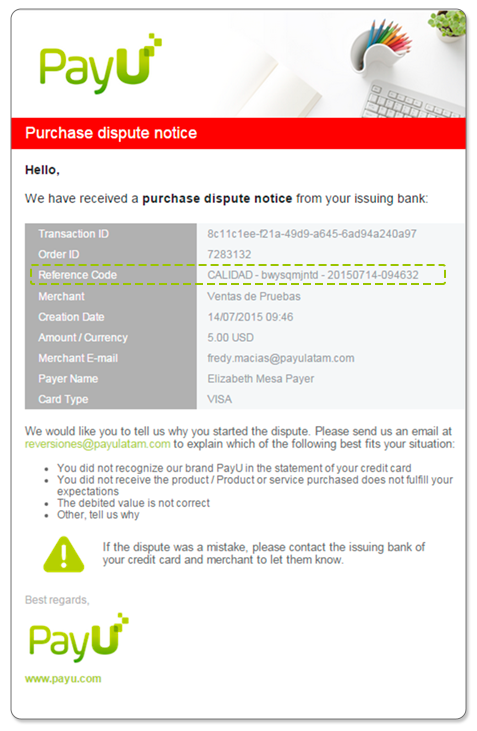 PayU
Purchase dispute notice
Hello,
We have received a purchase dispute notice from your issuing bank:
Transaction ID 8c11c1ee-f21a-49d9-a645-6ad94a240a97
Order ID 7283132
Reference Code CALIDAD - bwysqmjntd - 20150714-094632
Merchant Ventas de Pruebas
Creation Date 14/07/2015 09:46
Amount / Currency 5.00 USD
Merchant E-mail fredy.macias@payulatam.com
Payer Name Elizabeth Mesa Payer
Card Type VISA
We would like you to tell us why you started the dispute. Please send us an email at
reversiones@payulatam.com to explain which of the following best fits your situation:
• You did not recognize our brand PayU in the statement of your credit card
• You did not receive the product / Product or service purchased does not fulfill your
expectations
• The debited value is not correct
• Other, tell us why
If the dispute was a mistake, please contact the issuing bank of
your credit card and merchant to let them know.
Best regards,
PayU
www.payu.com